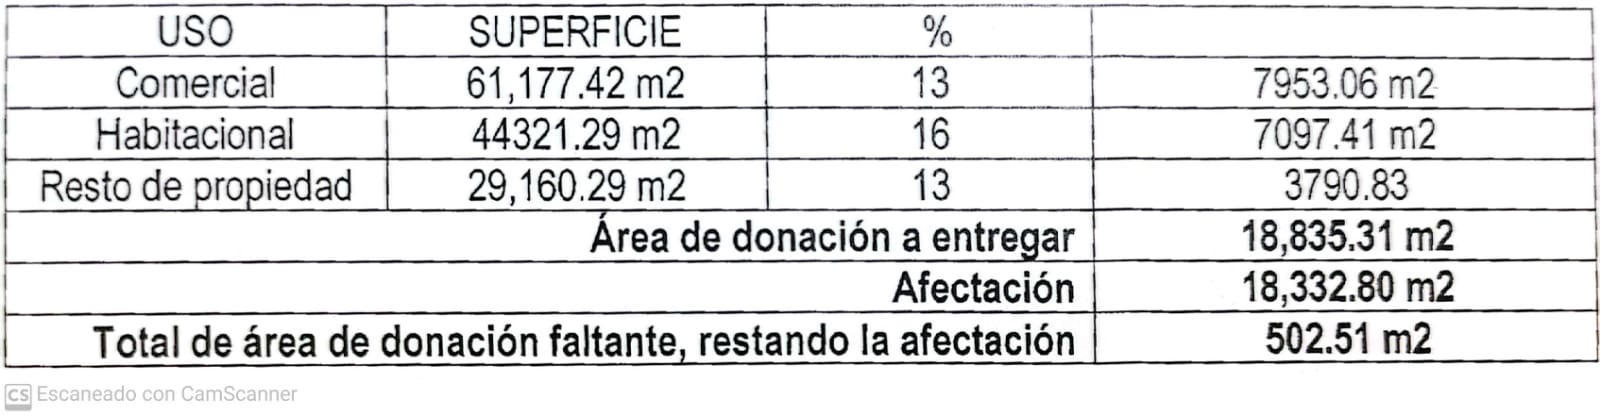 USO SUPERFICIE %
Comercial 61,177.42 m2 13 7953.06 m2
Habitacional 44321.29 m2 16 7097.41 m2
Resto de propiedad 29,160.29 m2 13 3790.83
Área de donación a entregar 18,835.31 m2
Afectación 18,332.80 m2
Total de área de donación faltante, restando la afectación 502.51 m2
CS Escaneado con CamScanner